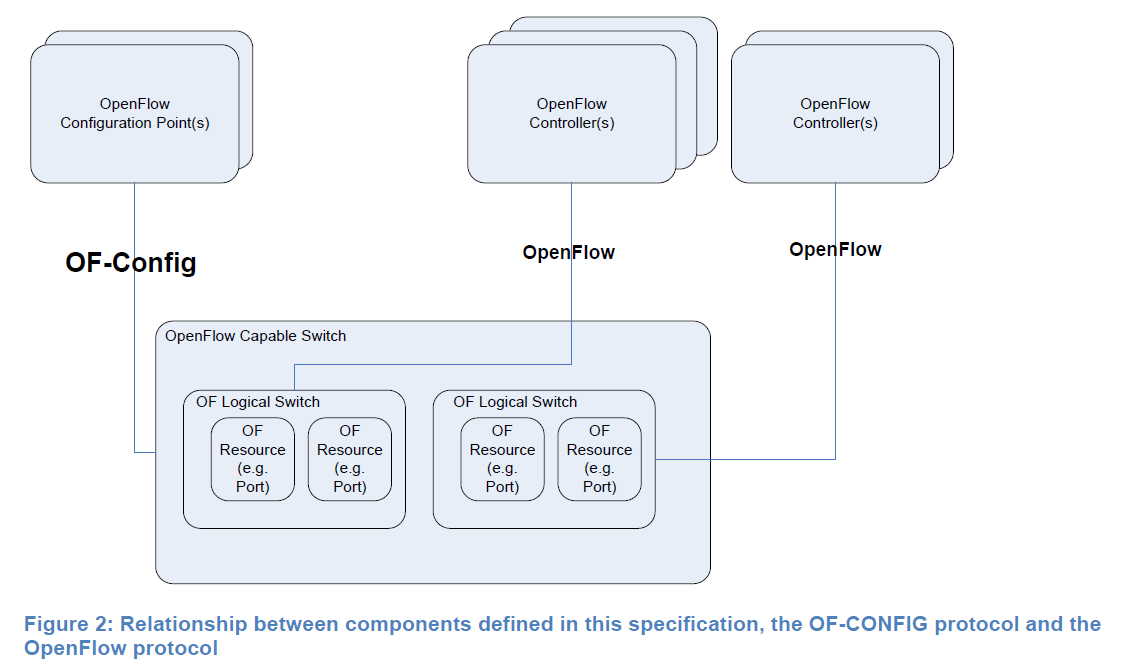 OpenFlow
Configuration Point(s)
OpenFlow
Controller(s)
OpenFlow
Controller(s)
OF-Config
OpenFlow
OpenFlow
OpenFlow Capable Switch
OF Logical Switch
OF
Resource
(e.g.
Port)
OF
Resource
(e.g.
Port)
OF Logical Switch
OF
Resource
(e.g.
Port)
OF
Resource
(e.g.
Port)
Figure 2: Relationship between components defined in this specification, the OF-CONFIG protocol and the
OpenFlow protocol